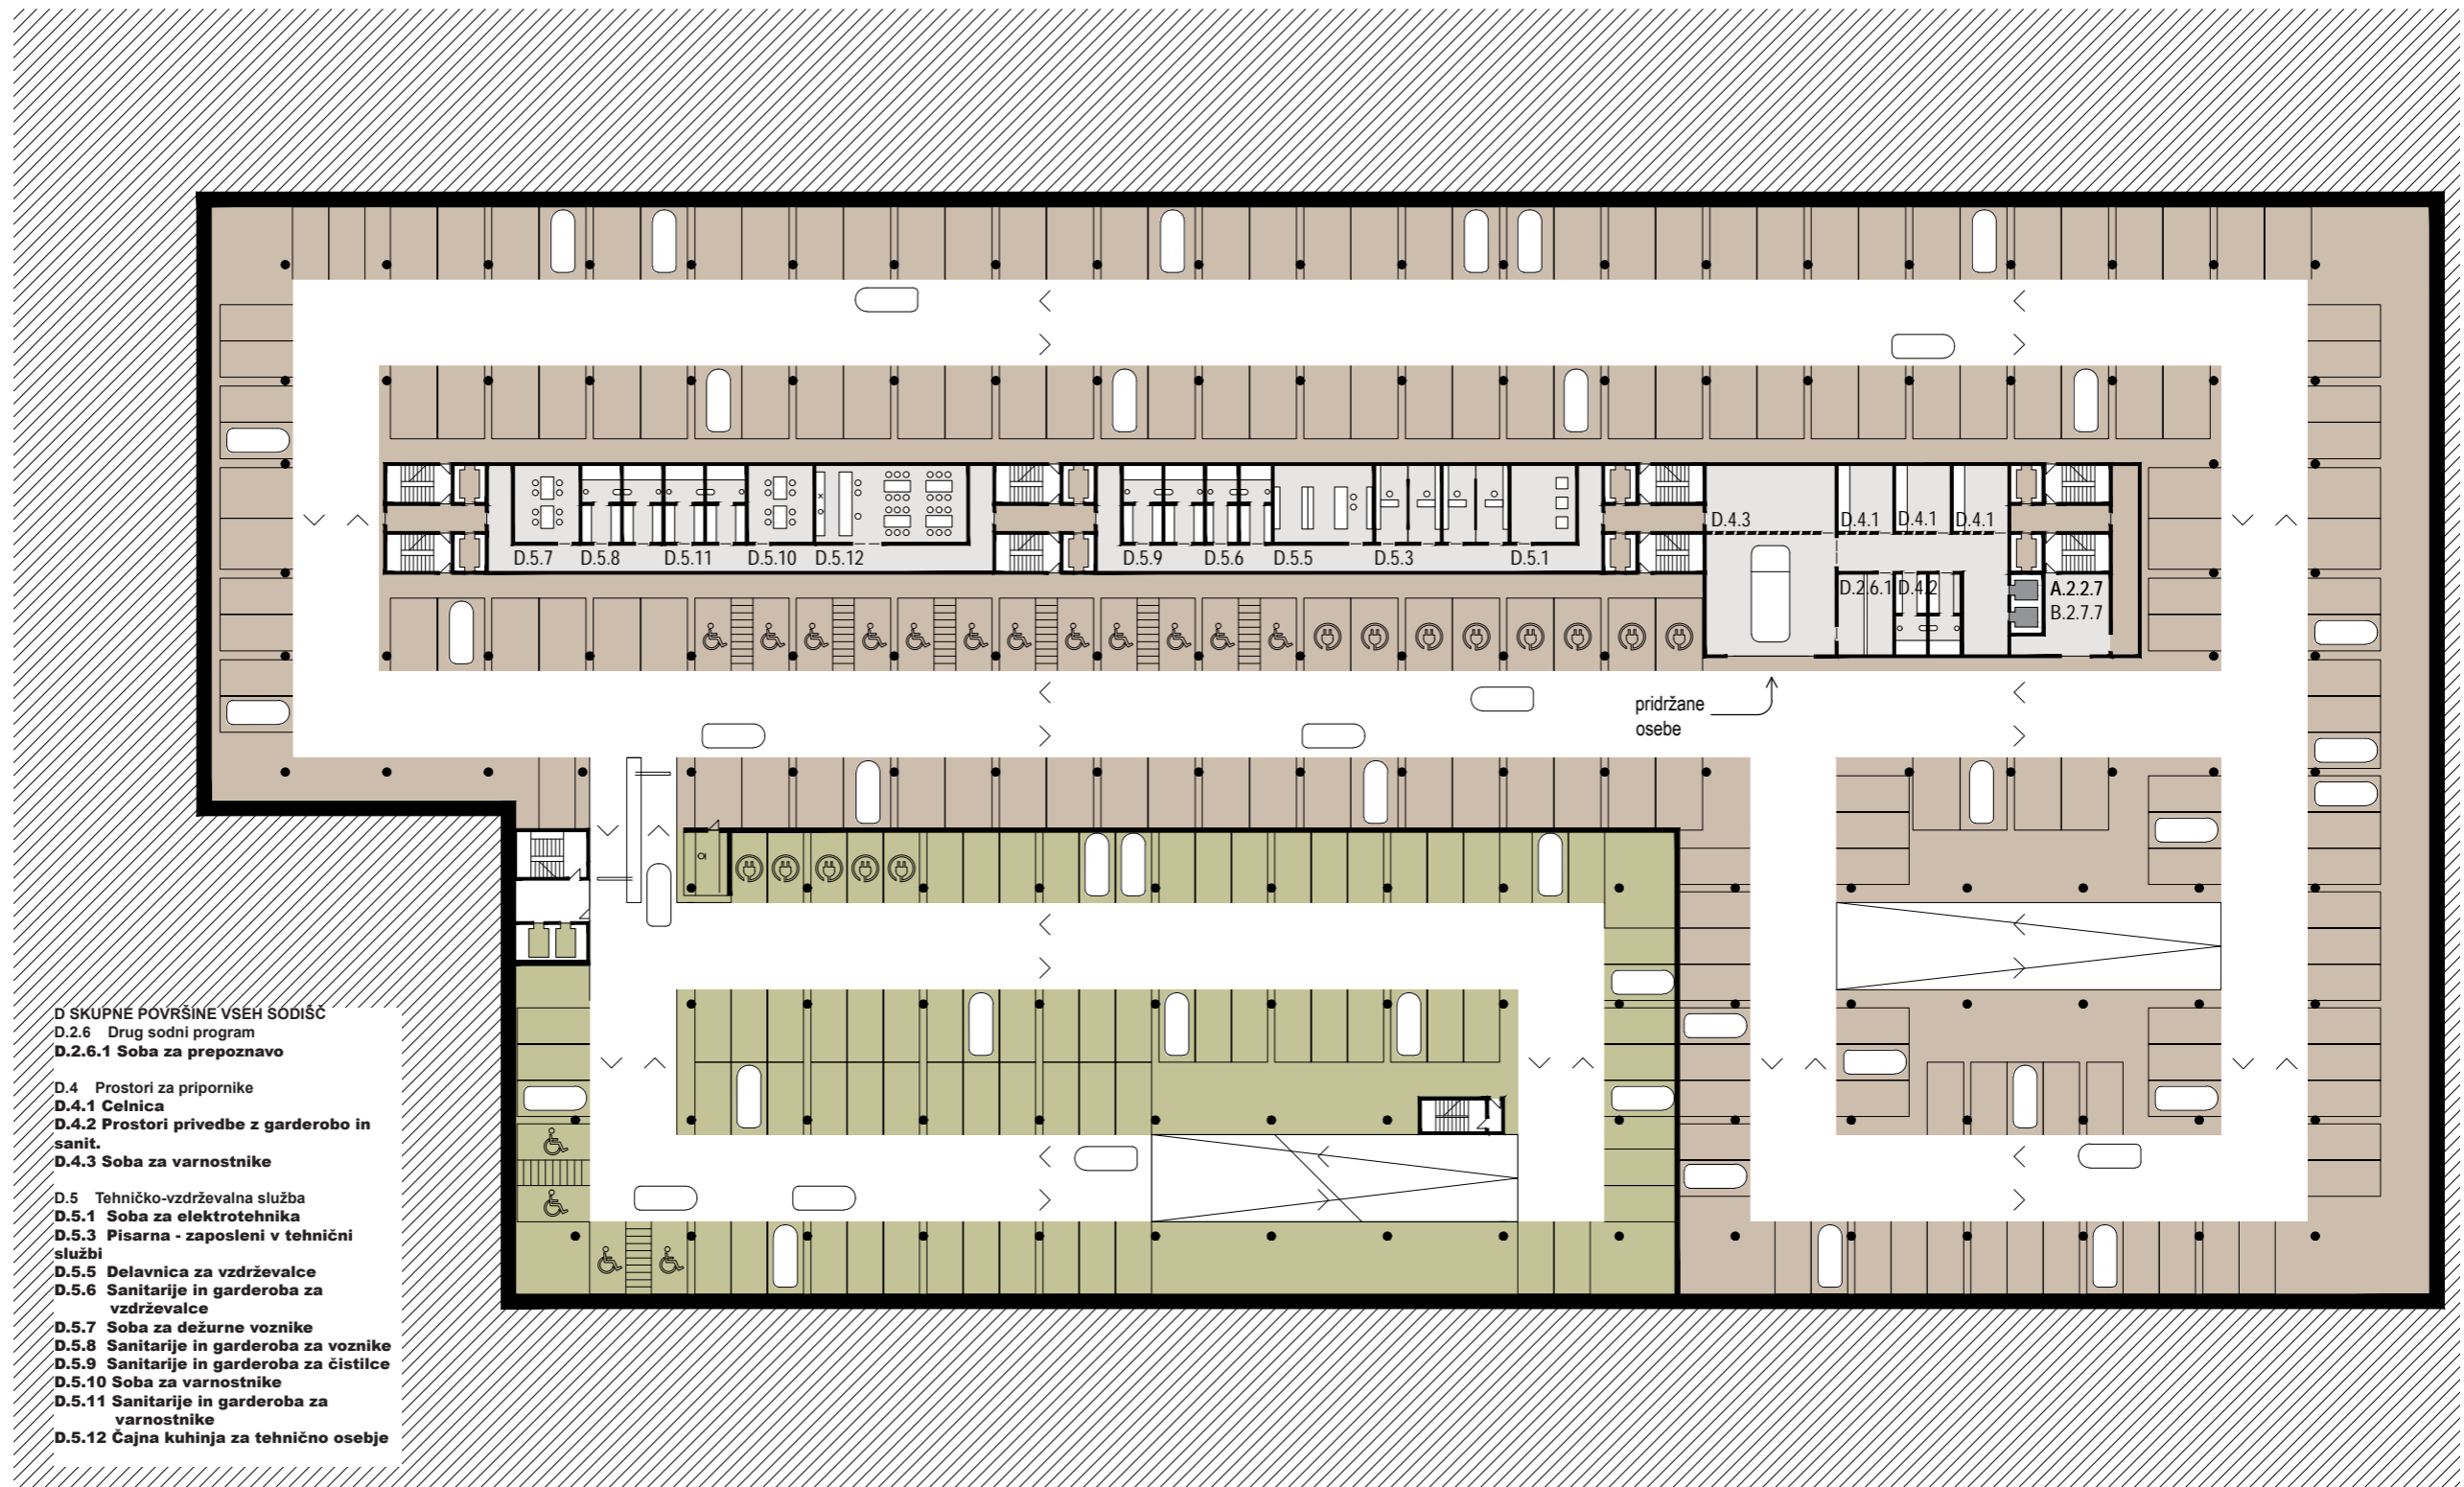 D.4.3
D.4.1
D.4.1
D.4.1
D.5.7
D.5.8
D.5.11
D.5.10
D.5.12
D.5.9
D.5.6
D.5.5
D.5.3
D.5.1
D.2.6.1
D.4.2
A.2.2.7
B.2.7.7
pridržane
osebe
D SKUPNE POVRŠINE VSEH SODIŠČ
D.2.6 Drug sodni program
D.2.6.1 Soba za prepoznavo
D.4 Prostori za pripornike
D.4.1 Celnica
D.4.2 Prostori privedbe z garderobo in
sanit.
D.4.3 Soba za varnostnike
D.5 Tehničko-vzdrževalna služba
D.5.1 Soba za elektrotehnika
D.5.3 Pisarna - zaposleni v tehnični
službi
D.5.5 Delavnica za vzdrževalce
D.5.6 Sanitarije in garderoba za
vzdrževalce
D.5.7 Soba za dežurne voznike
D.5.8 Sanitarije in garderoba za voznike
D.5.9 Sanitarije in garderoba za čistilce
D.5.10 Soba za varnostnike
D.5.11 Sanitarije in garderoba za
varnostnike
D.5.12 Čajna kuhinja za tehnično osebje